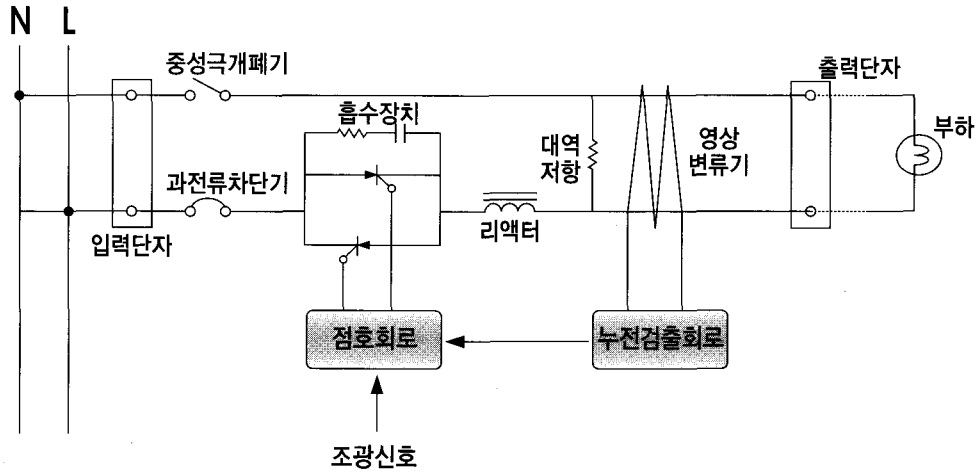 N L
중성극개폐기
출력단자
흡수장치
대역
저항
영상
변류기
부하
과전류차단기
입력단자
리액터
점호회로
누전검출회로
조광신호